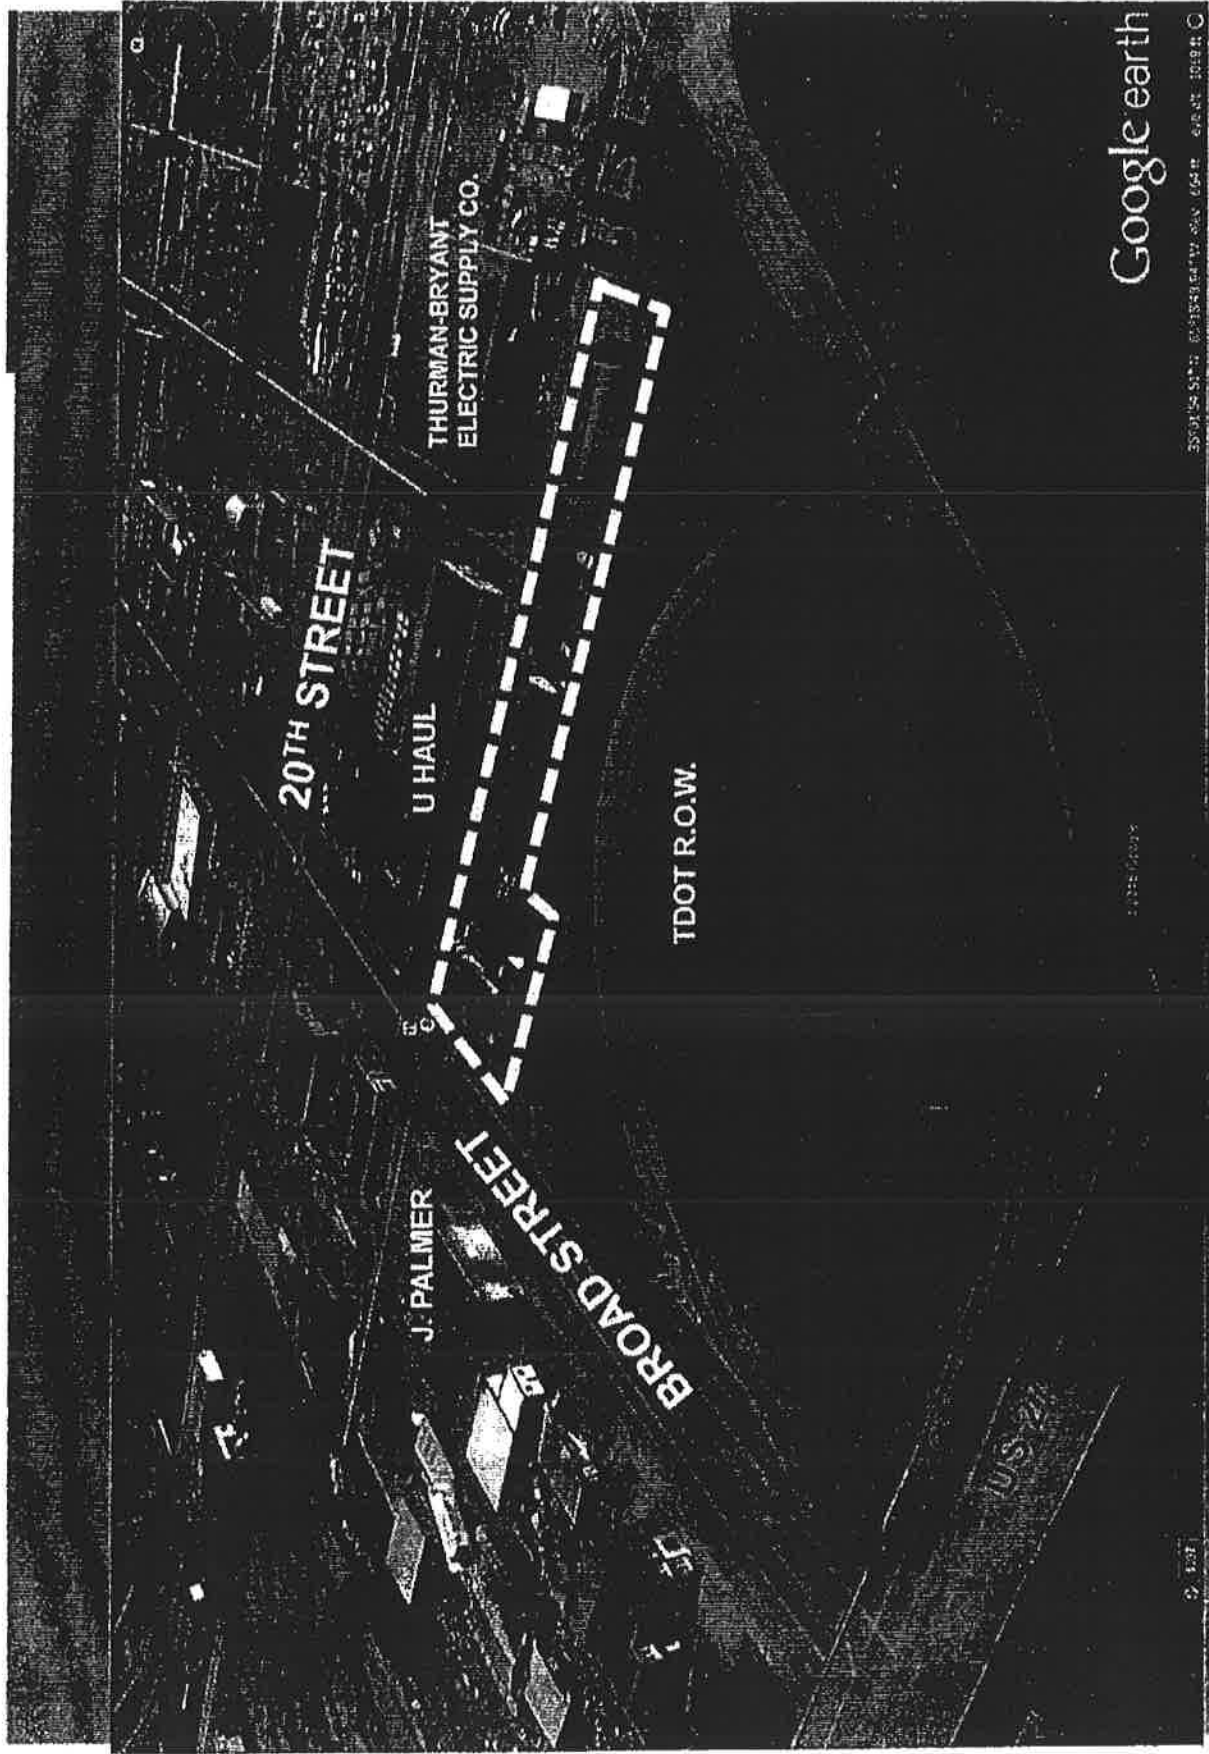 20TH STREET
THURMAN-BRYANT
ELECTRIC SUPPLY CO.
U HAUL
J. PALMER
BROAD STREET
TDOT R.O.W.
Google earth